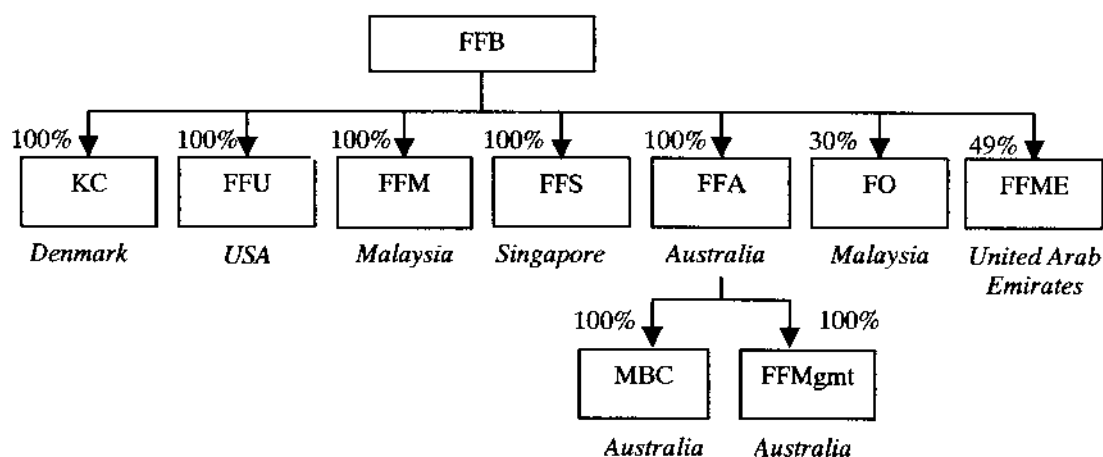 FFB
100% 100% 100% 100% 100% 30% 49%
KC FFU FFM FFS FFA FO FFME
Denmark USA Malaysia Singapore Australia Malaysia United Arab
Emirates
100% 100%
MBC FFMgmt
Australia Australia